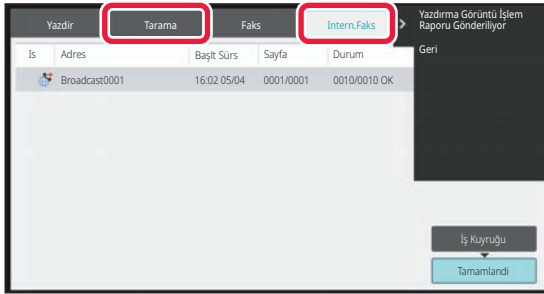 Yazdir Tarama Faks Intern.Faks
Yazdırma Görüntü İşlem
Raporu Gönderiliyor
Geri
Is Adres Başlt Sürs Sayfa Durum
Broadcast0001 16:02 05/04 0001/0001 0010/0010 OK
İş Kuyruğu
Tamamlandi